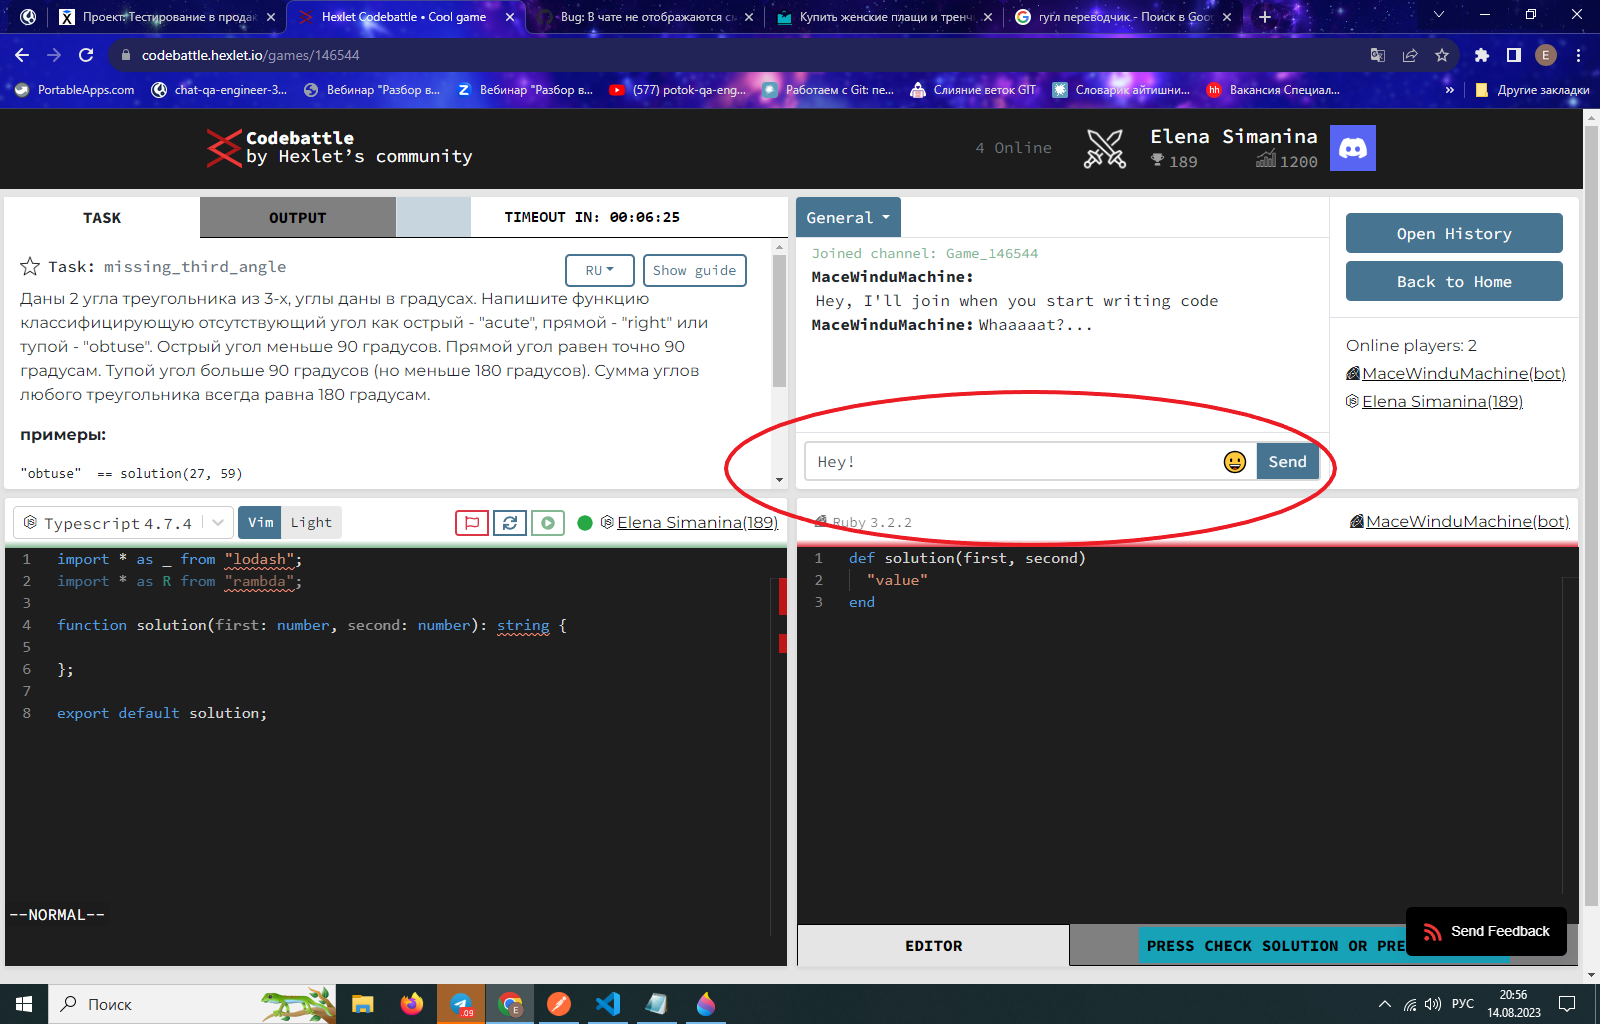 Проект: Тестирование в прода
Hexlet Codebattle • Cool game
Bug: В чате не отображаются с
Купить женские плащи и тренч
гугл переводчик - Поиск в Goo
codebattle.hexlet.io/games/146544
E
PortableApps.com
chat-qa-engineer-3...
Вебинар "Разбор в...
Z Вебинар "Разбор в...
(577) potok-qa-eng...
Работаем с Git: пе...
Слияние веток GIT
Словарик айтишни...
hh Вакансия Специал...
»
Другие закладки
Codebattle
by Hexlet’s community
4 Online
Elena Simanina
189
1200
TASK
OUTPUT
TIMEOUT IN: 00:06:25
Task: missing_third_angle
RU
Show guide
Даны 2 угла треугольника из 3-х, углы даны в градусах. Напишите функцию
классифицирующую отсутствующий угол как острый - "acute", прямой - "right" или
тупой - "obtuse". Острый угол меньше 90 градусов. Прямой угол равен точно 90
градусам. Тупой угол больше 90 градусов (но меньше 180 градусов). Сумма углов
любого треугольника всегда равна 180 градусам.
примеры:
"obtuse"  == solution(27, 59)
General
Joined channel: Game_146544
MaceWinduMachine:
Hey, I'll join when you start writing code
MaceWinduMachine: Whaaaaat?...
Hey!
Send
Open History
Back to Home
Online players: 2
MaceWinduMachine(bot)
Elena Simanina(189)
Typescript 4.7.4
Vim
Light
Elena Simanina(189)
1 import * as _ from "lodash";
2 import * as R from "rambda";
3
4 function solution(first: number, second: number): string {
5
6 };
7
8 export default solution;
--NORMAL--
Ruby 3.2.2
MaceWinduMachine(bot)
1 def solution(first, second)
2   "value"
3 end
EDITOR
PRESS CHECK SOLUTION OR PRE
Send Feedback
Поиск
.09
E
РУС
20:56
14.08.2023